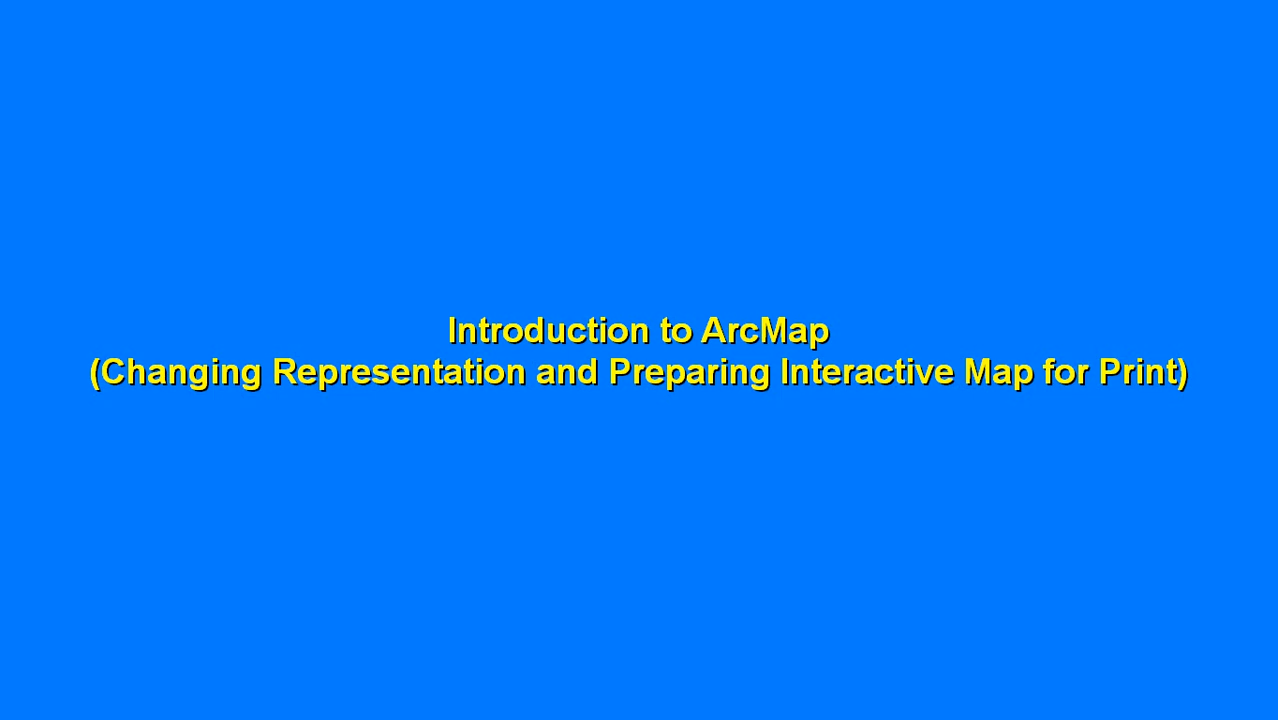 Introduction to ArcMap
(Changing Representation and Preparing Interactive Map for Print)